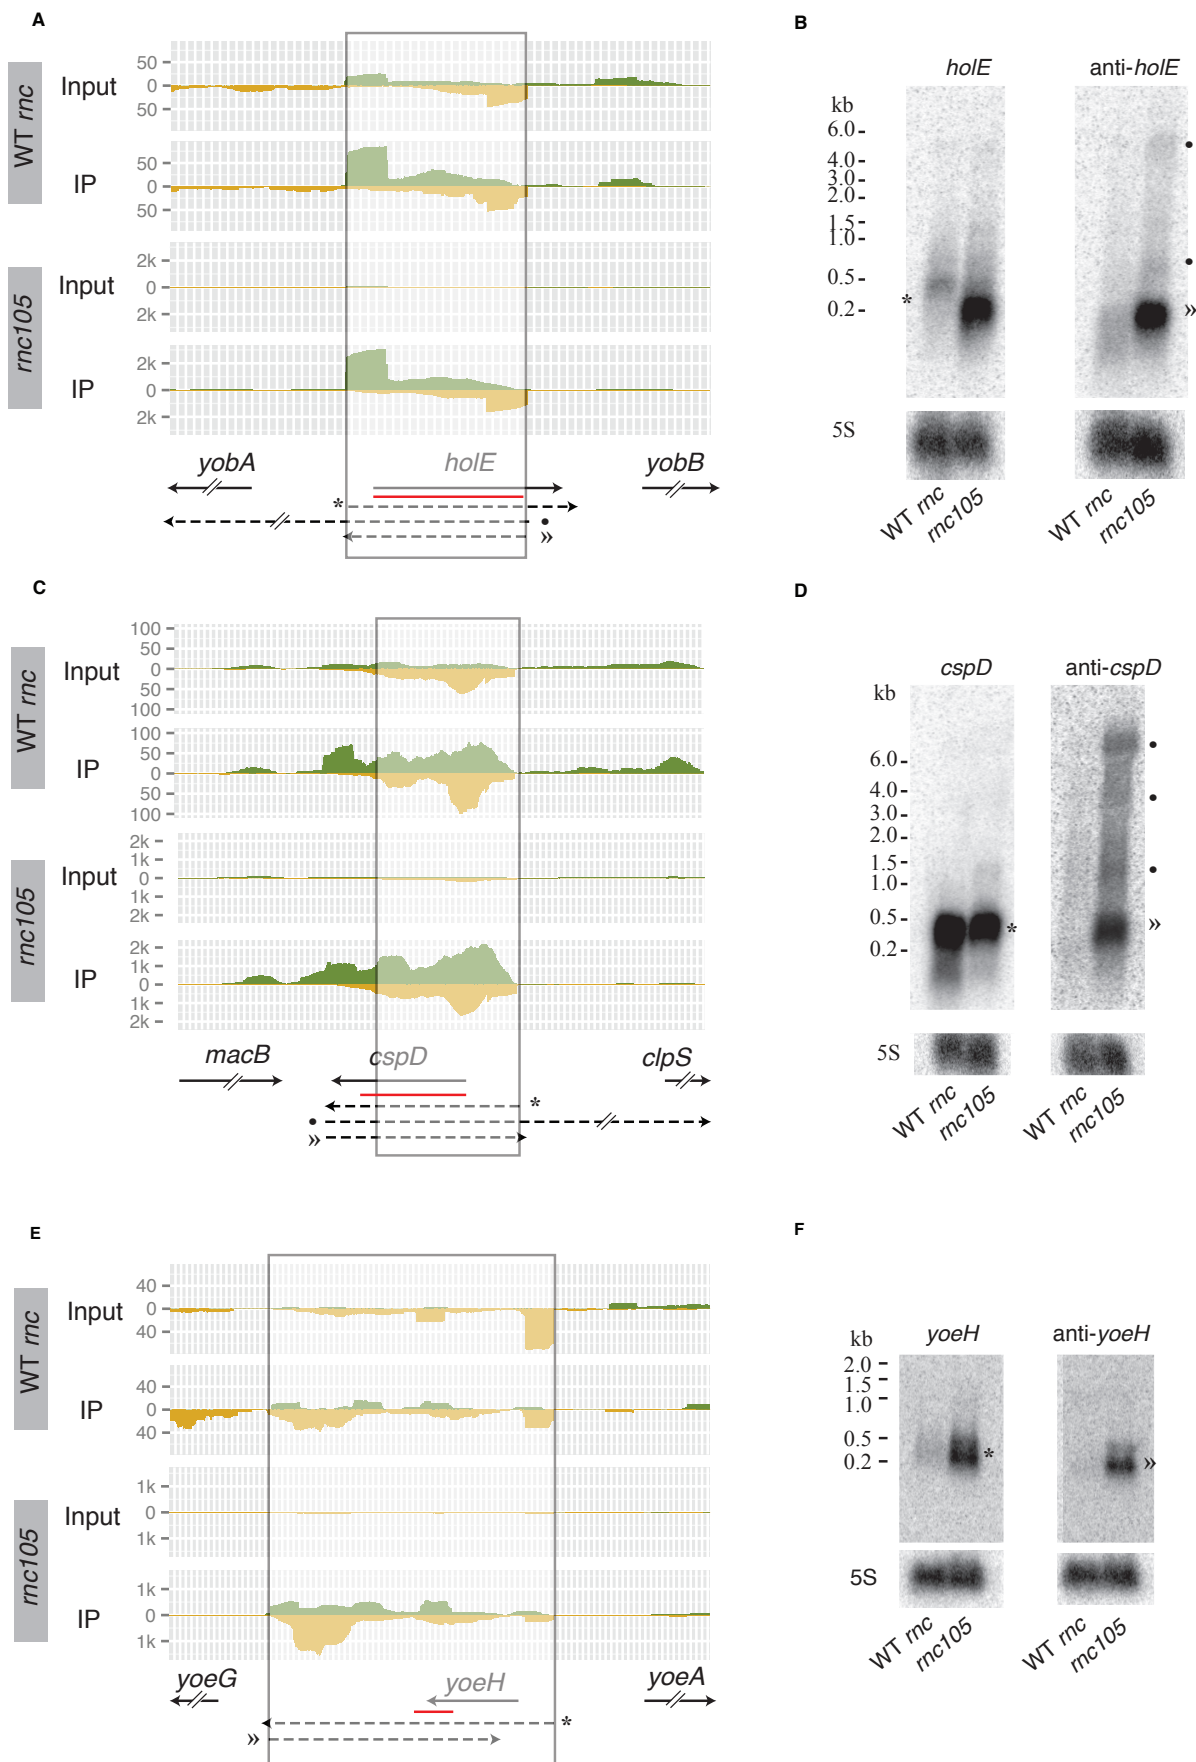 A
WT rnc
Input
50
0
50
IP
50
0
50
rnc105
Input
2k
0
2k
IP
2k
0
2k
yobA
holE
yobB
*
•
»
B
holE
anti-holE
kb
6.0
4.0
3.0
2.0
1.5
1.0
0.5
0.2
*
•
•
»
5S
WT rnc
rnc105
WT rnc
rnc105
C
WT rnc
Input
100
50
0
50
100
IP
100
50
0
50
100
rnc105
Input
2k
1k
0
1k
2k
IP
2k
1k
0
1k
2k
macB
cspD
clpS
*
•
»
D
cspD
anti-cspD
kb
6.0
4.0
3.0
2.0
1.5
1.0
0.5
0.2
*
•
•
•
»
5S
WT rnc
rnc105
WT rnc
rnc105
E
WT rnc
Input
40
0
40
IP
40
0
40
rnc105
Input
1k
0
1k
IP
1k
0
1k
yoeG
yoeH
yoeA
*
»
F
yoeH
anti-yoeH
kb
2.0
1.5
1.0
0.5
0.2
*
»
5S
WT rnc
rnc105
WT rnc
rnc105